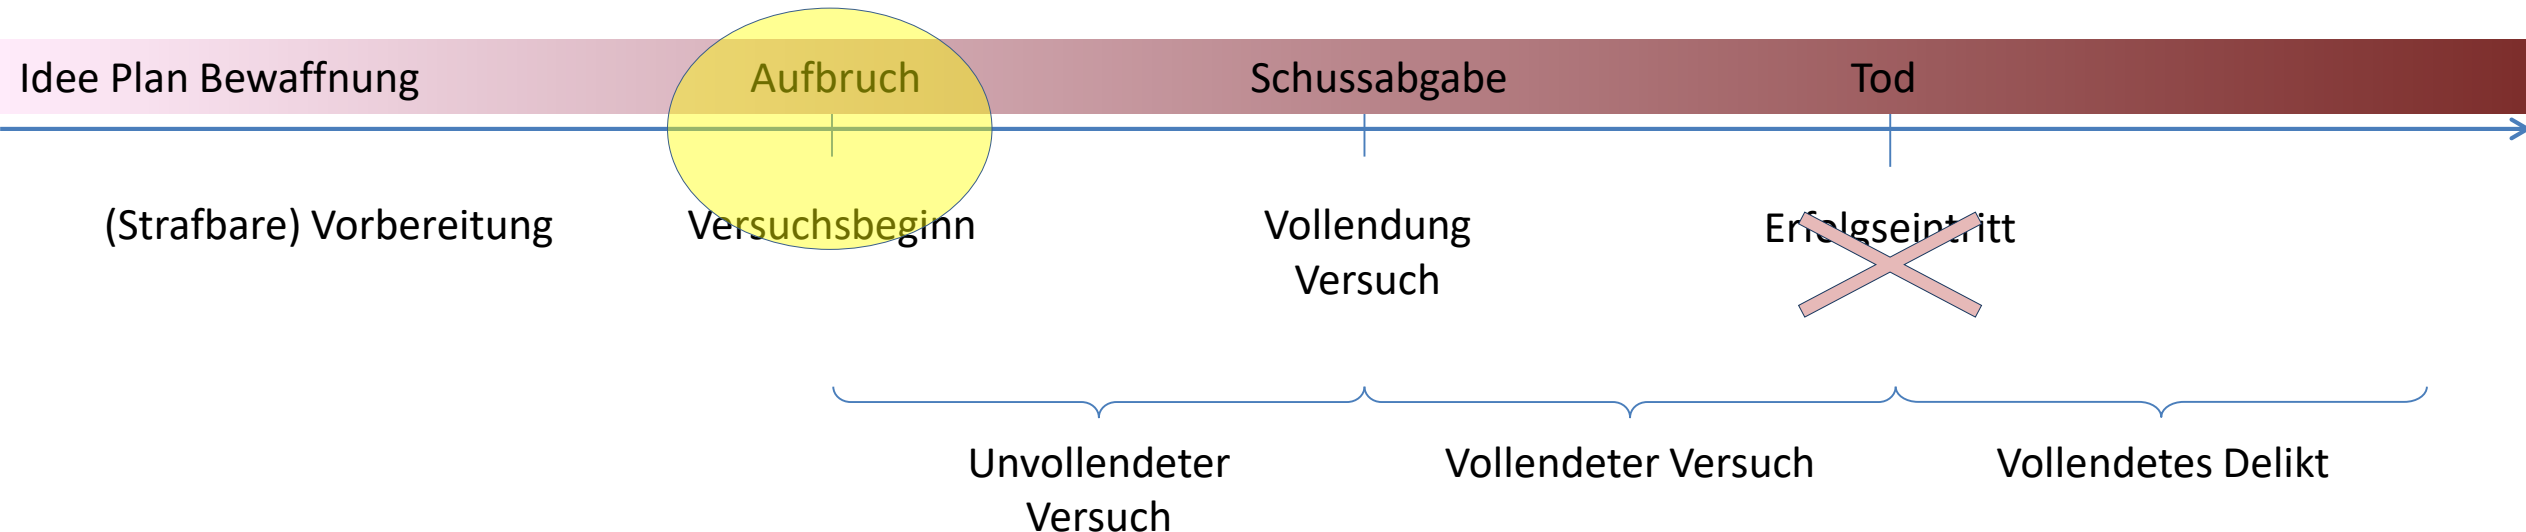 Idee Plan Bewaffnung
Aufbruch
Schussabgabe
Tod
(Strafbare) Vorbereitung
Versuchsbeginn
Vollendung
Versuch
Erfolgseintritt
Unvollendeter
Versuch
Vollendeter Versuch
Vollendetes Delikt